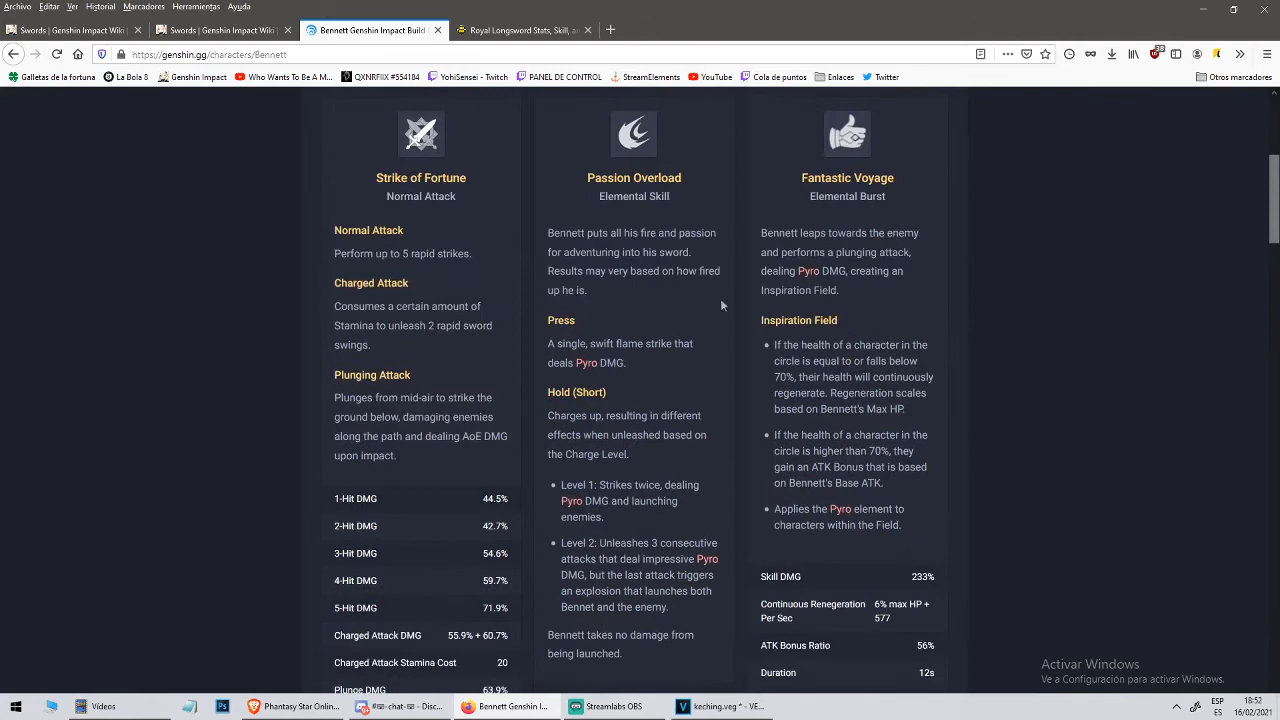 Archivo Editar Ver Historial Marcadores Herramientas Ayuda
Swords | Genshin Impact Wiki
Swords | Genshin Impact Wiki
Bennett Genshin Impact Build
Royal Longsword Stats, Skill, an
https://genshin.gg/characters/Bennett
38
Galletas de la fortuna
La Bola 8
Genshin Impact
Who Wants To Be A M...
QXNRFIIX #554184
YohiSensei - Twitch
PANEL DE CONTROL
StreamElements
YouTube
Cola de puntos
Enlaces
Twitter
Otros marcadores
Strike of Fortune
Normal Attack
Normal Attack
Perform up to 5 rapid strikes.
Charged Attack
Consumes a certain amount of
Stamina to unleash 2 rapid sword
swings.
Plunging Attack
Plunges from mid-air to strike the
ground below, damaging enemies
along the path and dealing AoE DMG
upon impact.
1-Hit DMG 44.5%
2-Hit DMG 42.7%
3-Hit DMG 54.6%
4-Hit DMG 59.7%
5-Hit DMG 71.9%
Charged Attack DMG 55.9% + 60.7%
Charged Attack Stamina Cost 20
Plunge DMG 63.9%
Passion Overload
Elemental Skill
Bennett puts all his fire and passion
for adventuring into his sword.
Results may very based on how fired
up he is.
Press
A single, swift flame strike that
deals Pyro DMG.
Hold (Short)
Charges up, resulting in different
effects when unleashed based on
the Charge Level.
Level 1: Strikes twice, dealing
Pyro DMG and launching
enemies.
Level 2: Unleashes 3 consecutive
attacks that deal impressive Pyro
DMG, but the last attack triggers
an explosion that launches both
Bennet and the enemy.
Bennett takes no damage from
being launched.
Fantastic Voyage
Elemental Burst
Bennett leaps towards the enemy
and performs a plunging attack,
dealing Pyro DMG, creating an
Inspiration Field.
Inspiration Field
If the health of a character in the
circle is equal to or falls below
70%, their health will continuously
regenerate. Regeneration scales
based on Bennett's Max HP.
If the health of a character in the
circle is higher than 70%, they
gain an ATK Bonus that is based
on Bennett's Base ATK.
Applies the Pyro element to
characters within the Field.
Skill DMG 233%
Continuous Renegeration 6% max HP +
Per Sec 577
ATK Bonus Ratio 56%
Duration 12s
Activar Windows
Ve a Configuración para activar Windows.
Vídeos
Phantasy Star Onlin...
Bennett Genshin I...
Streamlabs OBS
keching.veg * - VE...
ESP
ES
18:52
16/02/2021